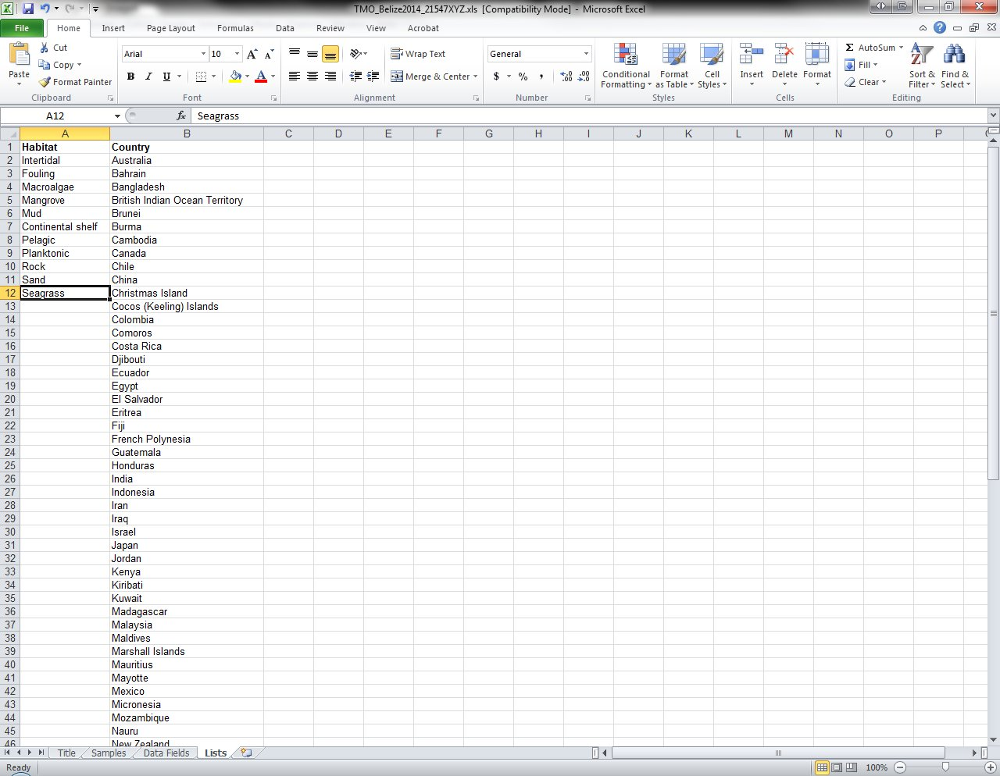 TMO_Belize2014_21547XYZ.xls [Compatibility Mode] - Microsoft Excel
File Home Insert Page Layout Formulas Data Review View Acrobat
Paste
Cut
Copy
Format Painter
Clipboard
Arial 10
B I U
Font
Wrap Text
Merge & Center
Alignment
General
$ % ,
Number
Conditional Formatting
Format as Table
Cell Styles
Styles
Insert Delete Format
Cells
AutoSum
Fill
Clear
Sort & Filter
Find & Select
Editing
A12 fx Seagrass
A B C D E F G H I J K L M N O P
1 Habitat Country
2 Intertidal Australia
3 Fouling Bahrain
4 Macroalgae Bangladesh
5 Mangrove British Indian Ocean Territory
6 Mud Brunei
7 Continental shelf Burma
8 Pelagic Cambodia
9 Planktonic Canada
10 Rock Chile
11 Sand China
12 Seagrass Christmas Island
13 Cocos (Keeling) Islands
14 Colombia
15 Comoros
16 Costa Rica
17 Djibouti
18 Ecuador
19 Egypt
20 El Salvador
21 Eritrea
22 Fiji
23 French Polynesia
24 Guatemala
25 Honduras
26 India
27 Indonesia
28 Iran
29 Iraq
30 Israel
31 Japan
32 Jordan
33 Kenya
34 Kiribati
35 Kuwait
36 Madagascar
37 Malaysia
38 Maldives
39 Marshall Islands
40 Mauritius
41 Mayotte
42 Mexico
43 Micronesia
44 Mozambique
45 Nauru
46 New Zealand
Title Samples Data Fields Lists
Ready 100%